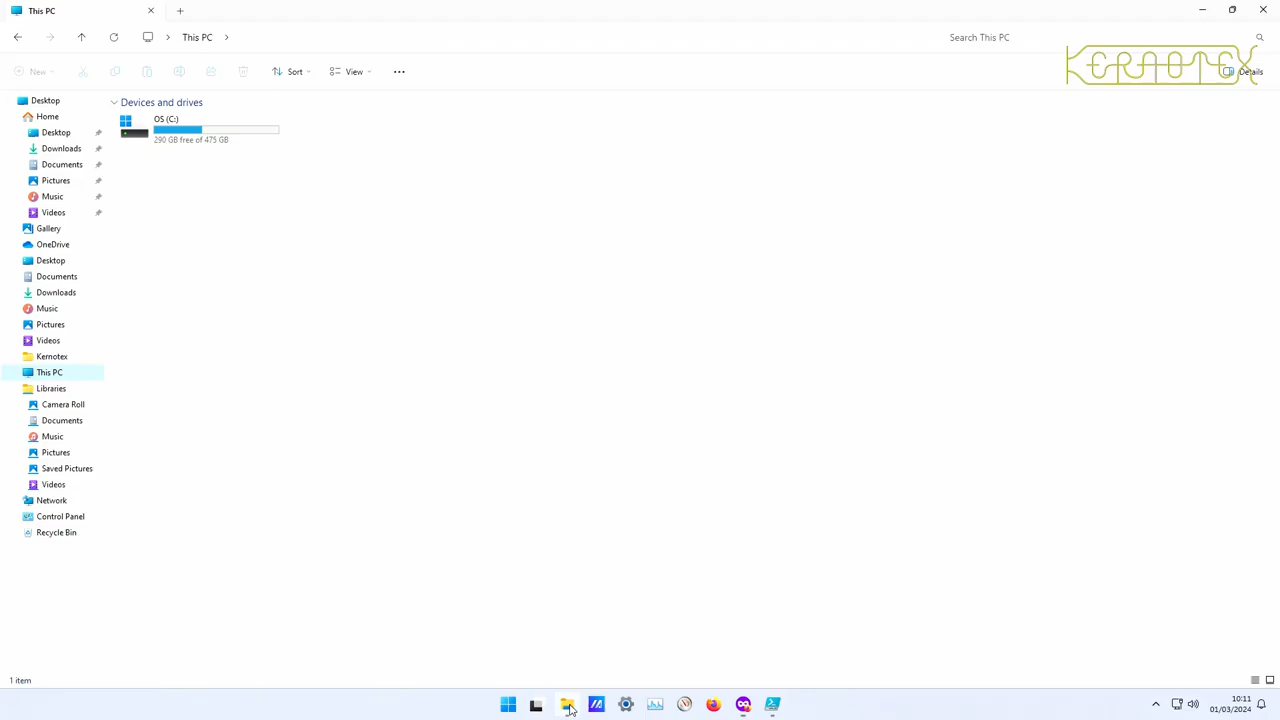 This PC
This PC
Search This PC
KERNOTEX
New
Sort
View
Details
Desktop
Home
Desktop
Downloads
Documents
Pictures
Music
Videos
Gallery
OneDrive
Desktop
Documents
Downloads
Music
Pictures
Videos
Kernotex
This PC
Libraries
Camera Roll
Documents
Music
Pictures
Saved Pictures
Videos
Network
Control Panel
Recycle Bin
Devices and drives
OS (C:)
290 GB free of 475 GB
1 item
10:11
01/03/2024